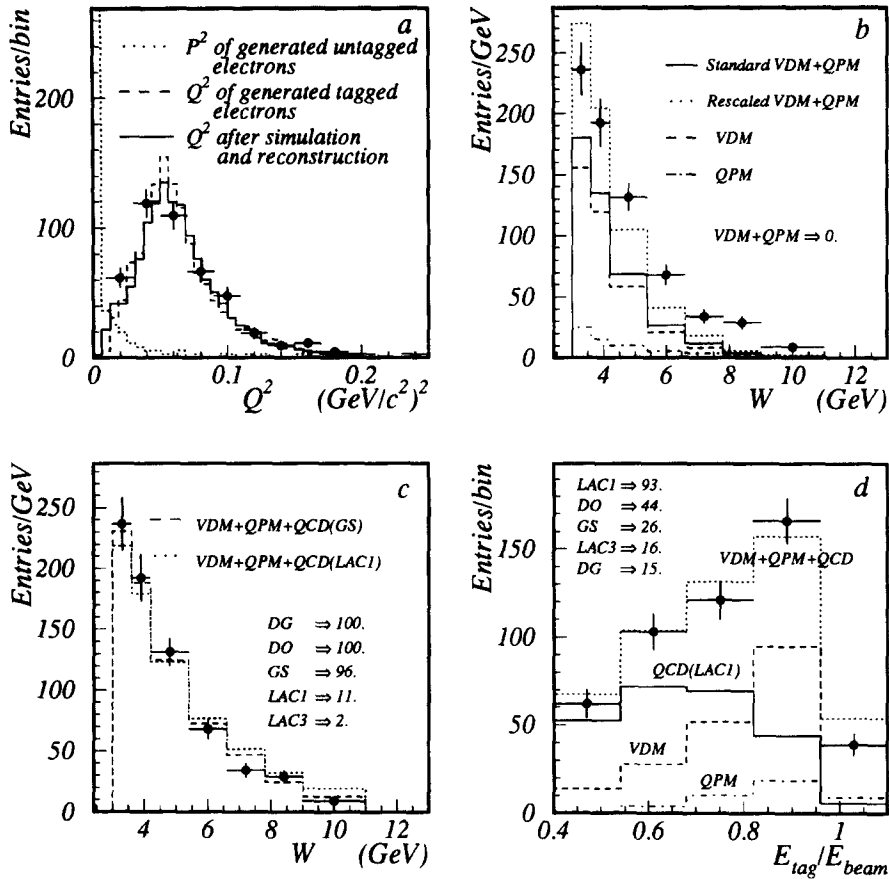 a
Entries/bin
P² of generated untagged
electrons
Q² of generated tagged
electrons
Q² after simulation
and reconstruction
200
100
0
0
0.1
0.2
Q² (GeV/c²)²
b
Entries/GeV
Standard VDM+QPM
Rescaled VDM+QPM
VDM
QPM
VDM+QPM ⇒ 0.
250
200
150
100
50
0
4 6 8 10 12
W (GeV)
c
Entries/GeV
VDM+QPM+QCD(GS)
VDM+QPM+QCD(LAC1)
DG ⇒ 100.
DO ⇒ 100.
GS ⇒ 96.
LAC1 ⇒ 11.
LAC3 ⇒ 2.
250
200
150
100
50
0
4 6 8 10 12
W (GeV)
d
Entries/bin
LAC1 ⇒ 93.
DO ⇒ 44.
GS ⇒ 26.
LAC3 ⇒ 16.
DG ⇒ 15.
VDM+QPM+QCD
QCD(LAC1)
VDM
QPM
150
100
50
0
0.4 0.6 0.8 1
E_tag/E_beam